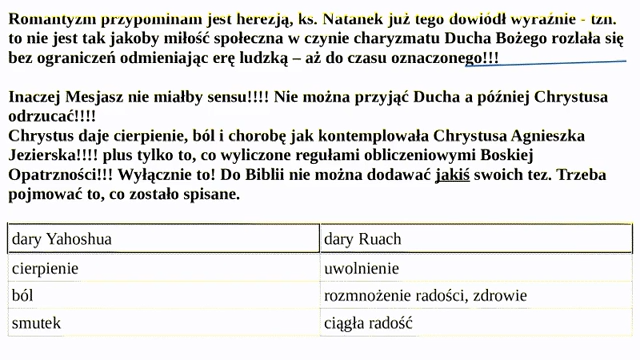 Romantyzm przypominam jest herezją, ks. Natanek już tego dowiódł wyraźnie - tzn.
to nie jest tak jakoby miłość społeczna w czynie charyzmatu Ducha Bożego rozlała się
bez ograniczeń odmieniając erę ludzką – aż do czasu oznaczonego!!!
Inaczej Mesjasz nie miałby sensu!!!! Nie można przyjąć Ducha a później Chrystusa
odrzucać!!!!
Chrystus daje cierpienie, ból i chorobę jak kontemplowała Chrystusa Agnieszka
Jezierska!!!! plus tylko to, co wyliczone regułami obliczeniowymi Boskiej
Opatrzności!!! Wyłącznie to! Do Biblii nie można dodawać jakiś swoich tez. Trzeba
pojmować to, co zostało spisane.
dary Yahoshua dary Ruach
cierpienie uwolnienie
ból rozmnożenie radości, zdrowie
smutek ciągła radość